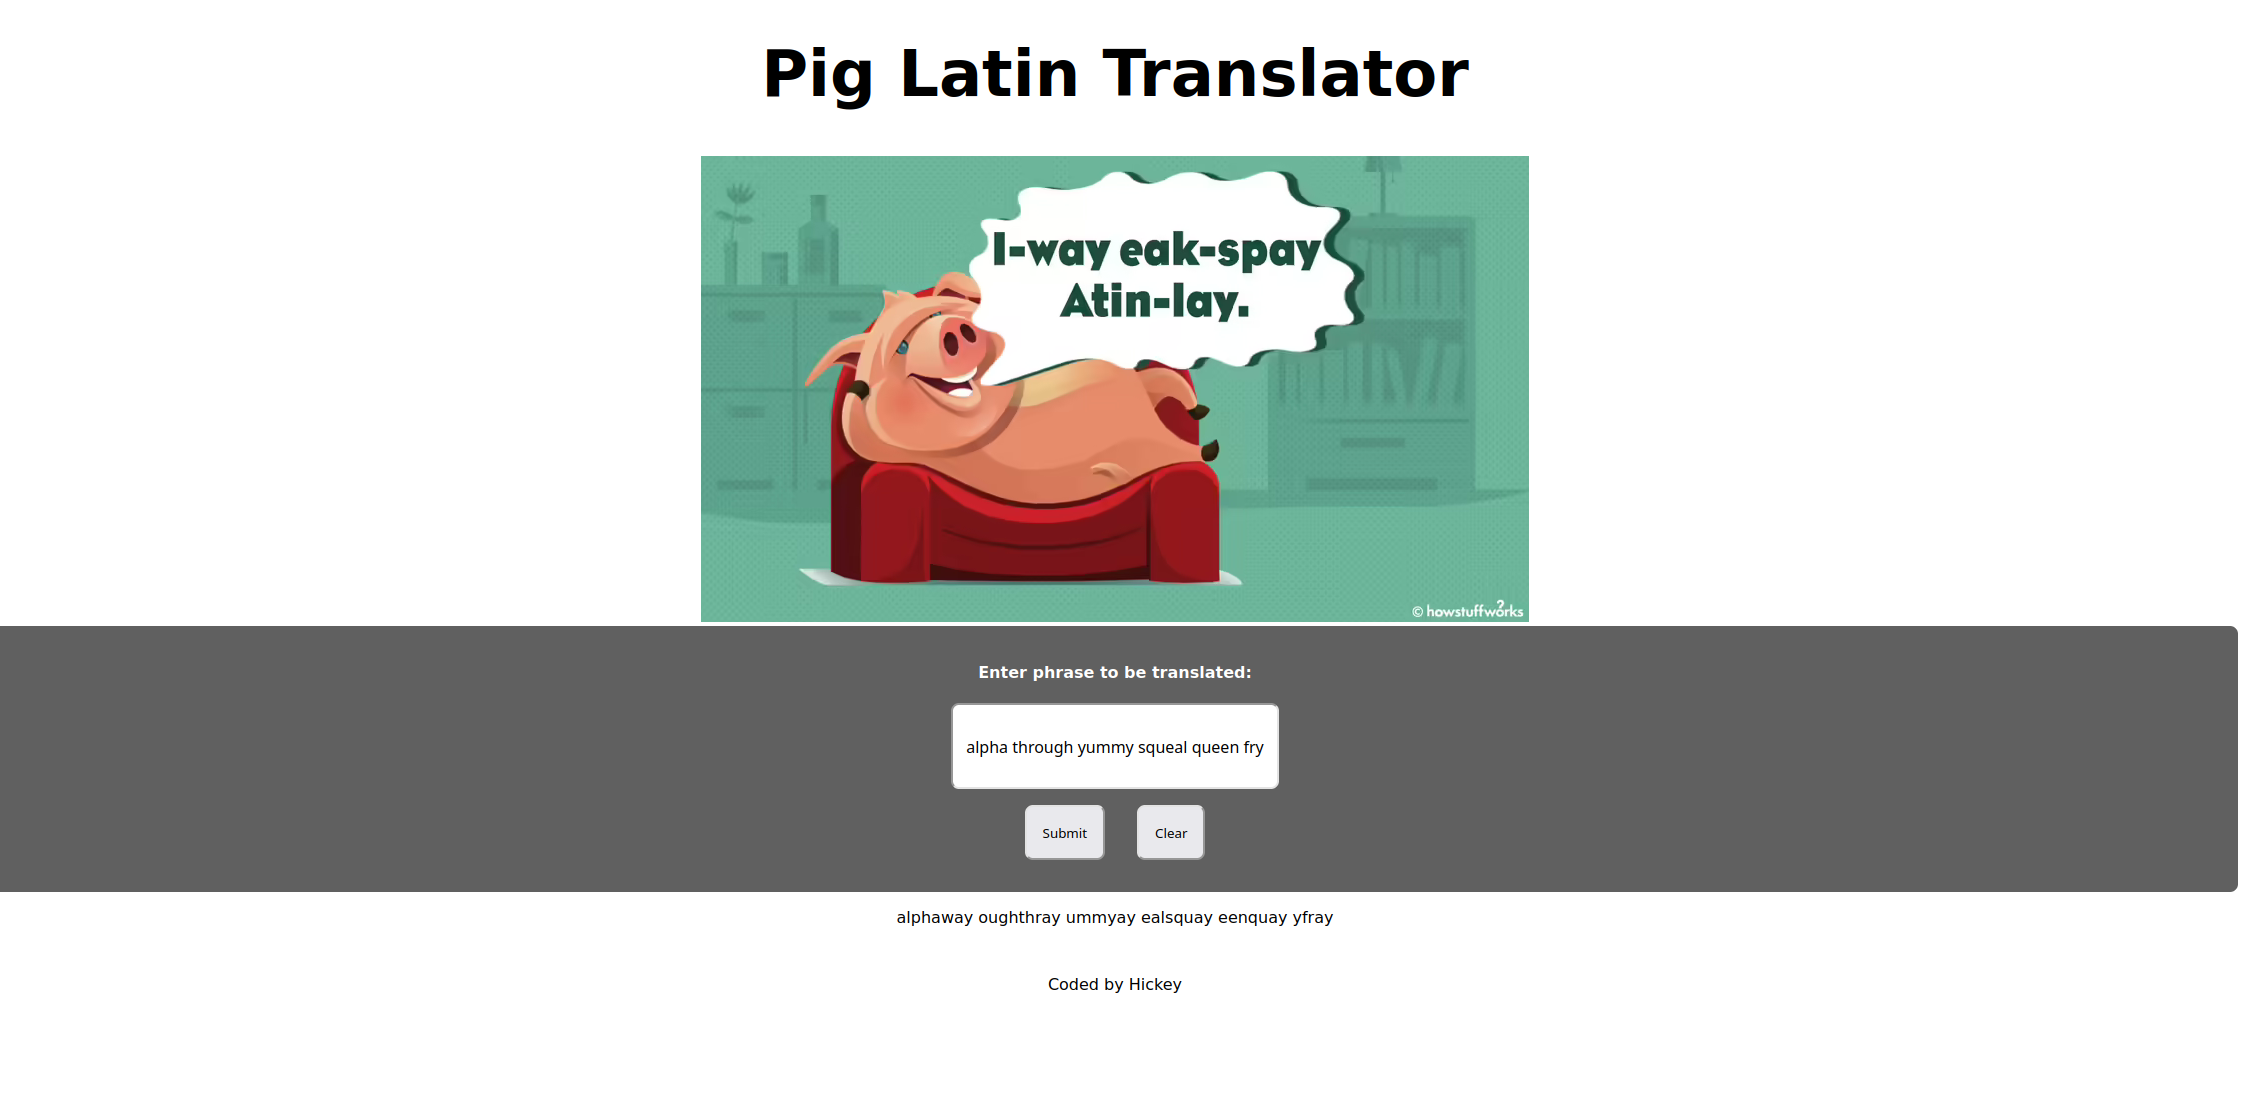 Pig Latin Translator
I-way eak-spay
Atin-lay.
© howstuffworks
Enter phrase to be translated:
alpha through yummy squeal queen fry
Submit Clear
alphaway oughthray ummyay ealsquay eenquay yfray
Coded by Hickey